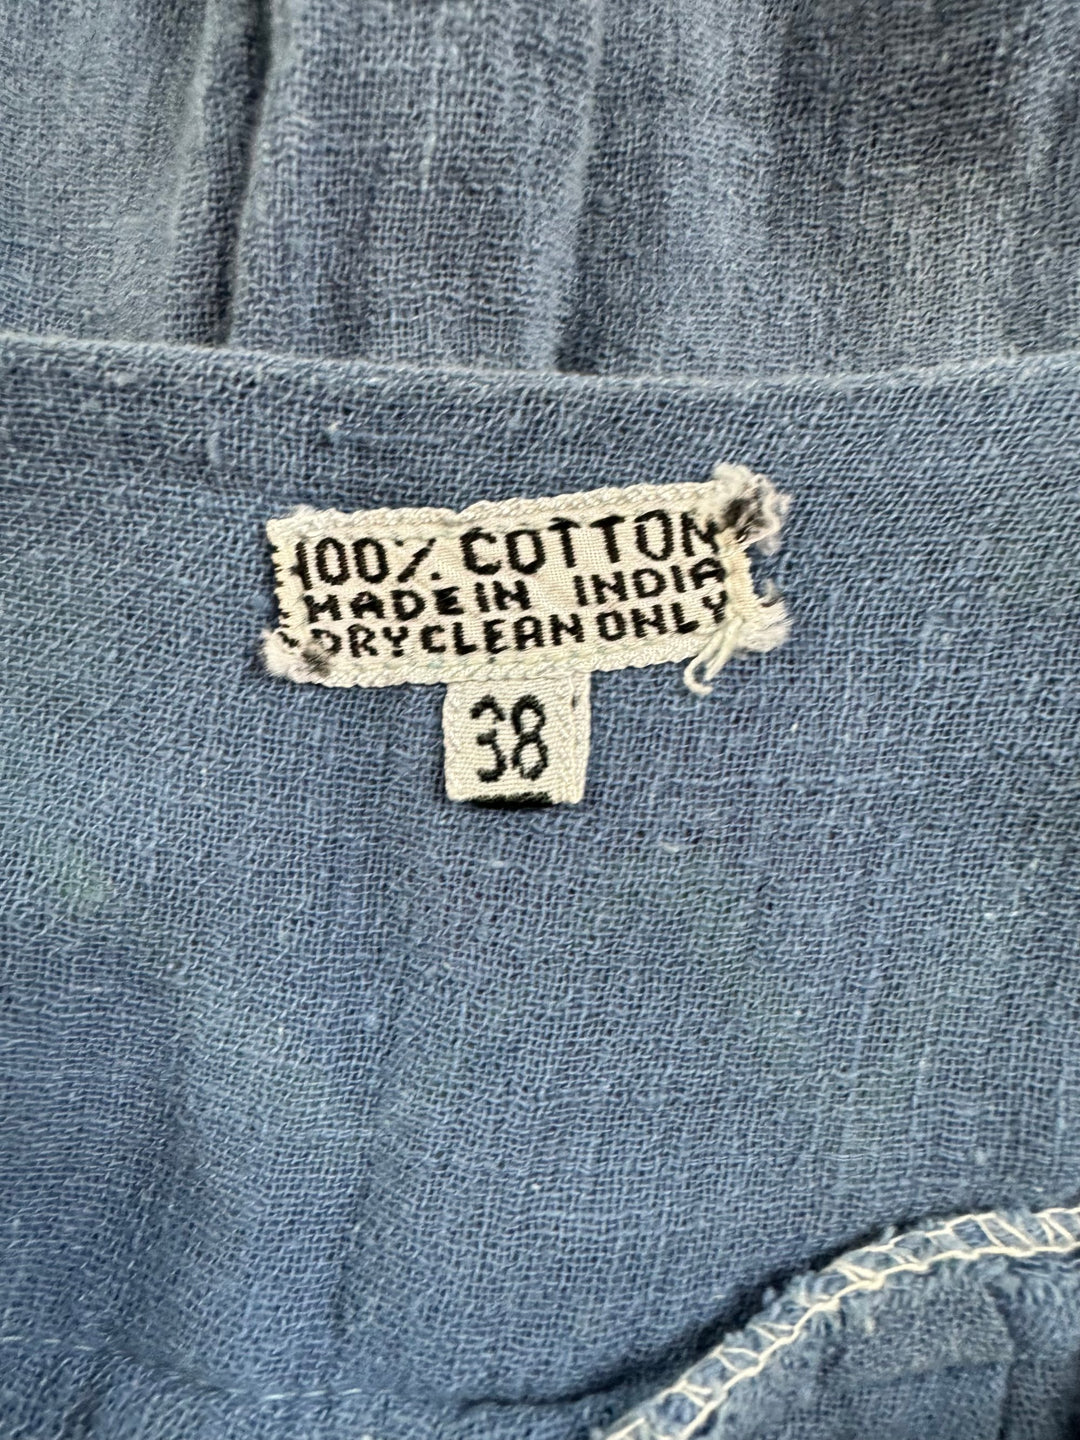 100% COTTON
MADE IN INDIA
DRY CLEAN ONLY
38